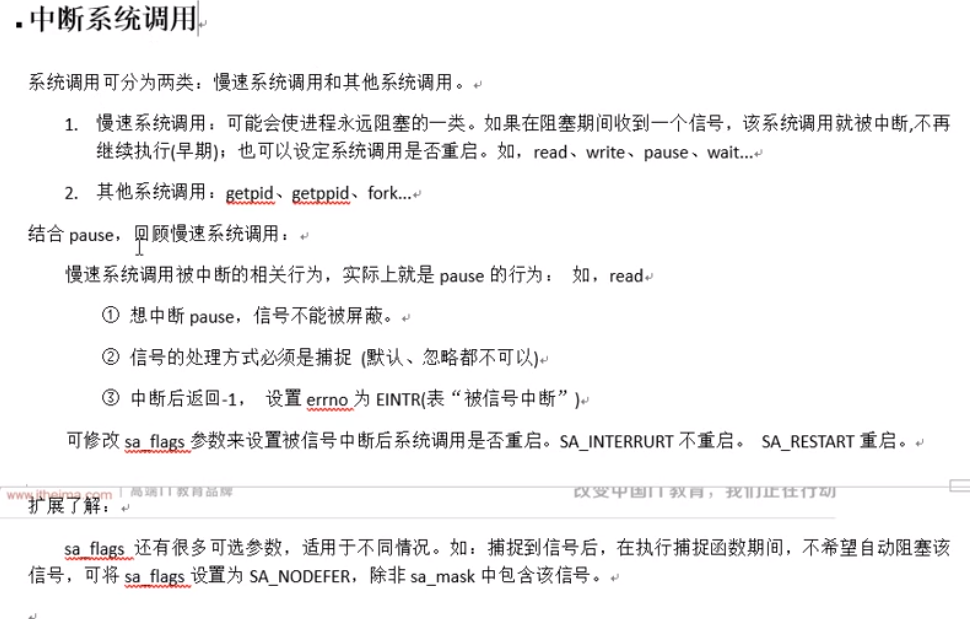 ▪中断系统调用
系统调用可分为两类：慢速系统调用和其他系统调用。
1. 慢速系统调用：可能会使进程永远阻塞的一类。如果在阻塞期间收到一个信号，该系统调用就被中断,不再
继续执行(早期)；也可以设定系统调用是否重启。如，read、write、pause、wait...
2. 其他系统调用：getpid、getppid、fork...
结合 pause，回顾慢速系统调用：
慢速系统调用被中断的相关行为，实际上就是 pause 的行为： 如，read
① 想中断 pause，信号不能被屏蔽。
② 信号的处理方式必须是捕捉 (默认、忽略都不可以)
③ 中断后返回-1， 设置 errno 为 EINTR(表“被信号中断”)
可修改 sa_flags 参数来设置被信号中断后系统调用是否重启。SA_INTERRURT 不重启。 SA_RESTART 重启。
www.itheima.com | 高端IT教育品牌 改变中国IT教育，我们正在行动
扩展了解：
sa_flags 还有很多可选参数，适用于不同情况。如：捕捉到信号后，在执行捕捉函数期间，不希望自动阻塞该
信号，可将 sa_flags 设置为 SA_NODEFER，除非 sa_mask 中包含该信号。